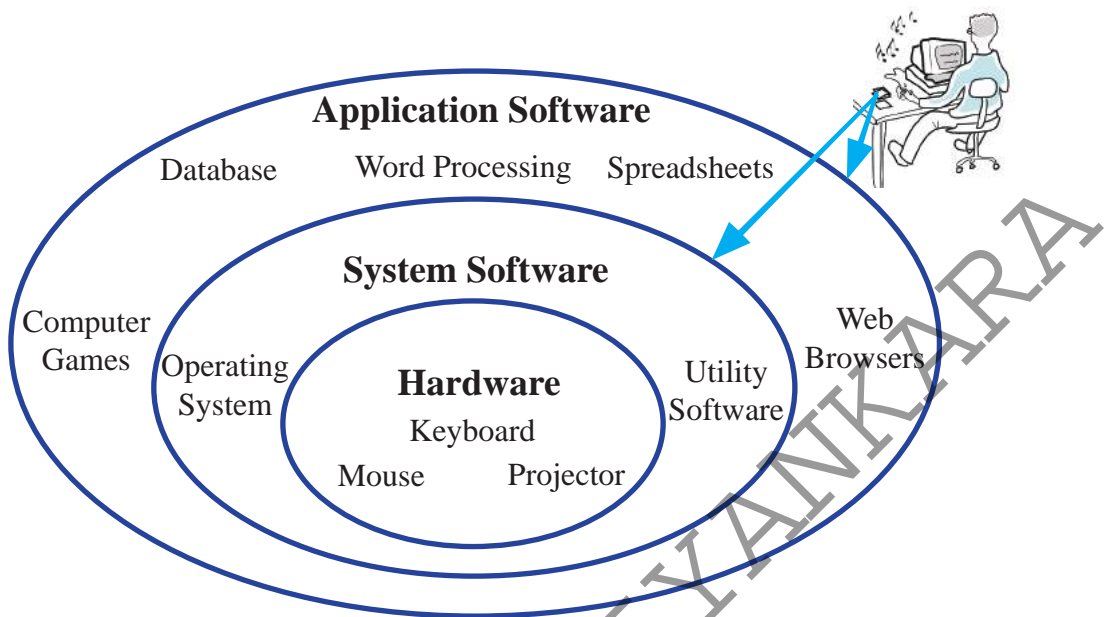 Application Software
Database Word Processing Spreadsheets
System Software
Computer Games
Operating System
Hardware
Keyboard
Mouse Projector
Utility Software
Web Browsers
YANKARA